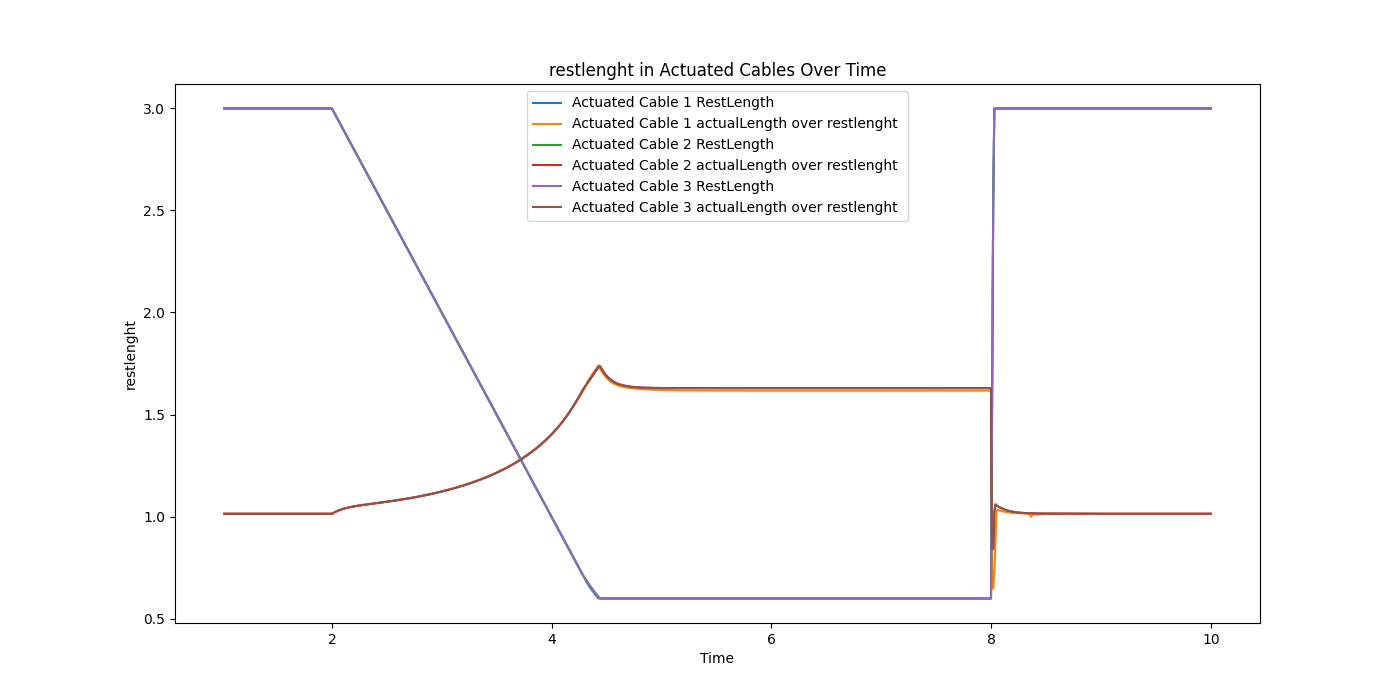 restlenght in Actuated Cables Over Time
Actuated Cable 1 RestLength
Actuated Cable 1 actualLength over restlenght
Actuated Cable 2 RestLength
Actuated Cable 2 actualLength over restlenght
Actuated Cable 3 RestLength
Actuated Cable 3 actualLength over restlenght
restlenght
3.0
2.5
2.0
1.5
1.0
0.5
2 4 6 8 10
Time